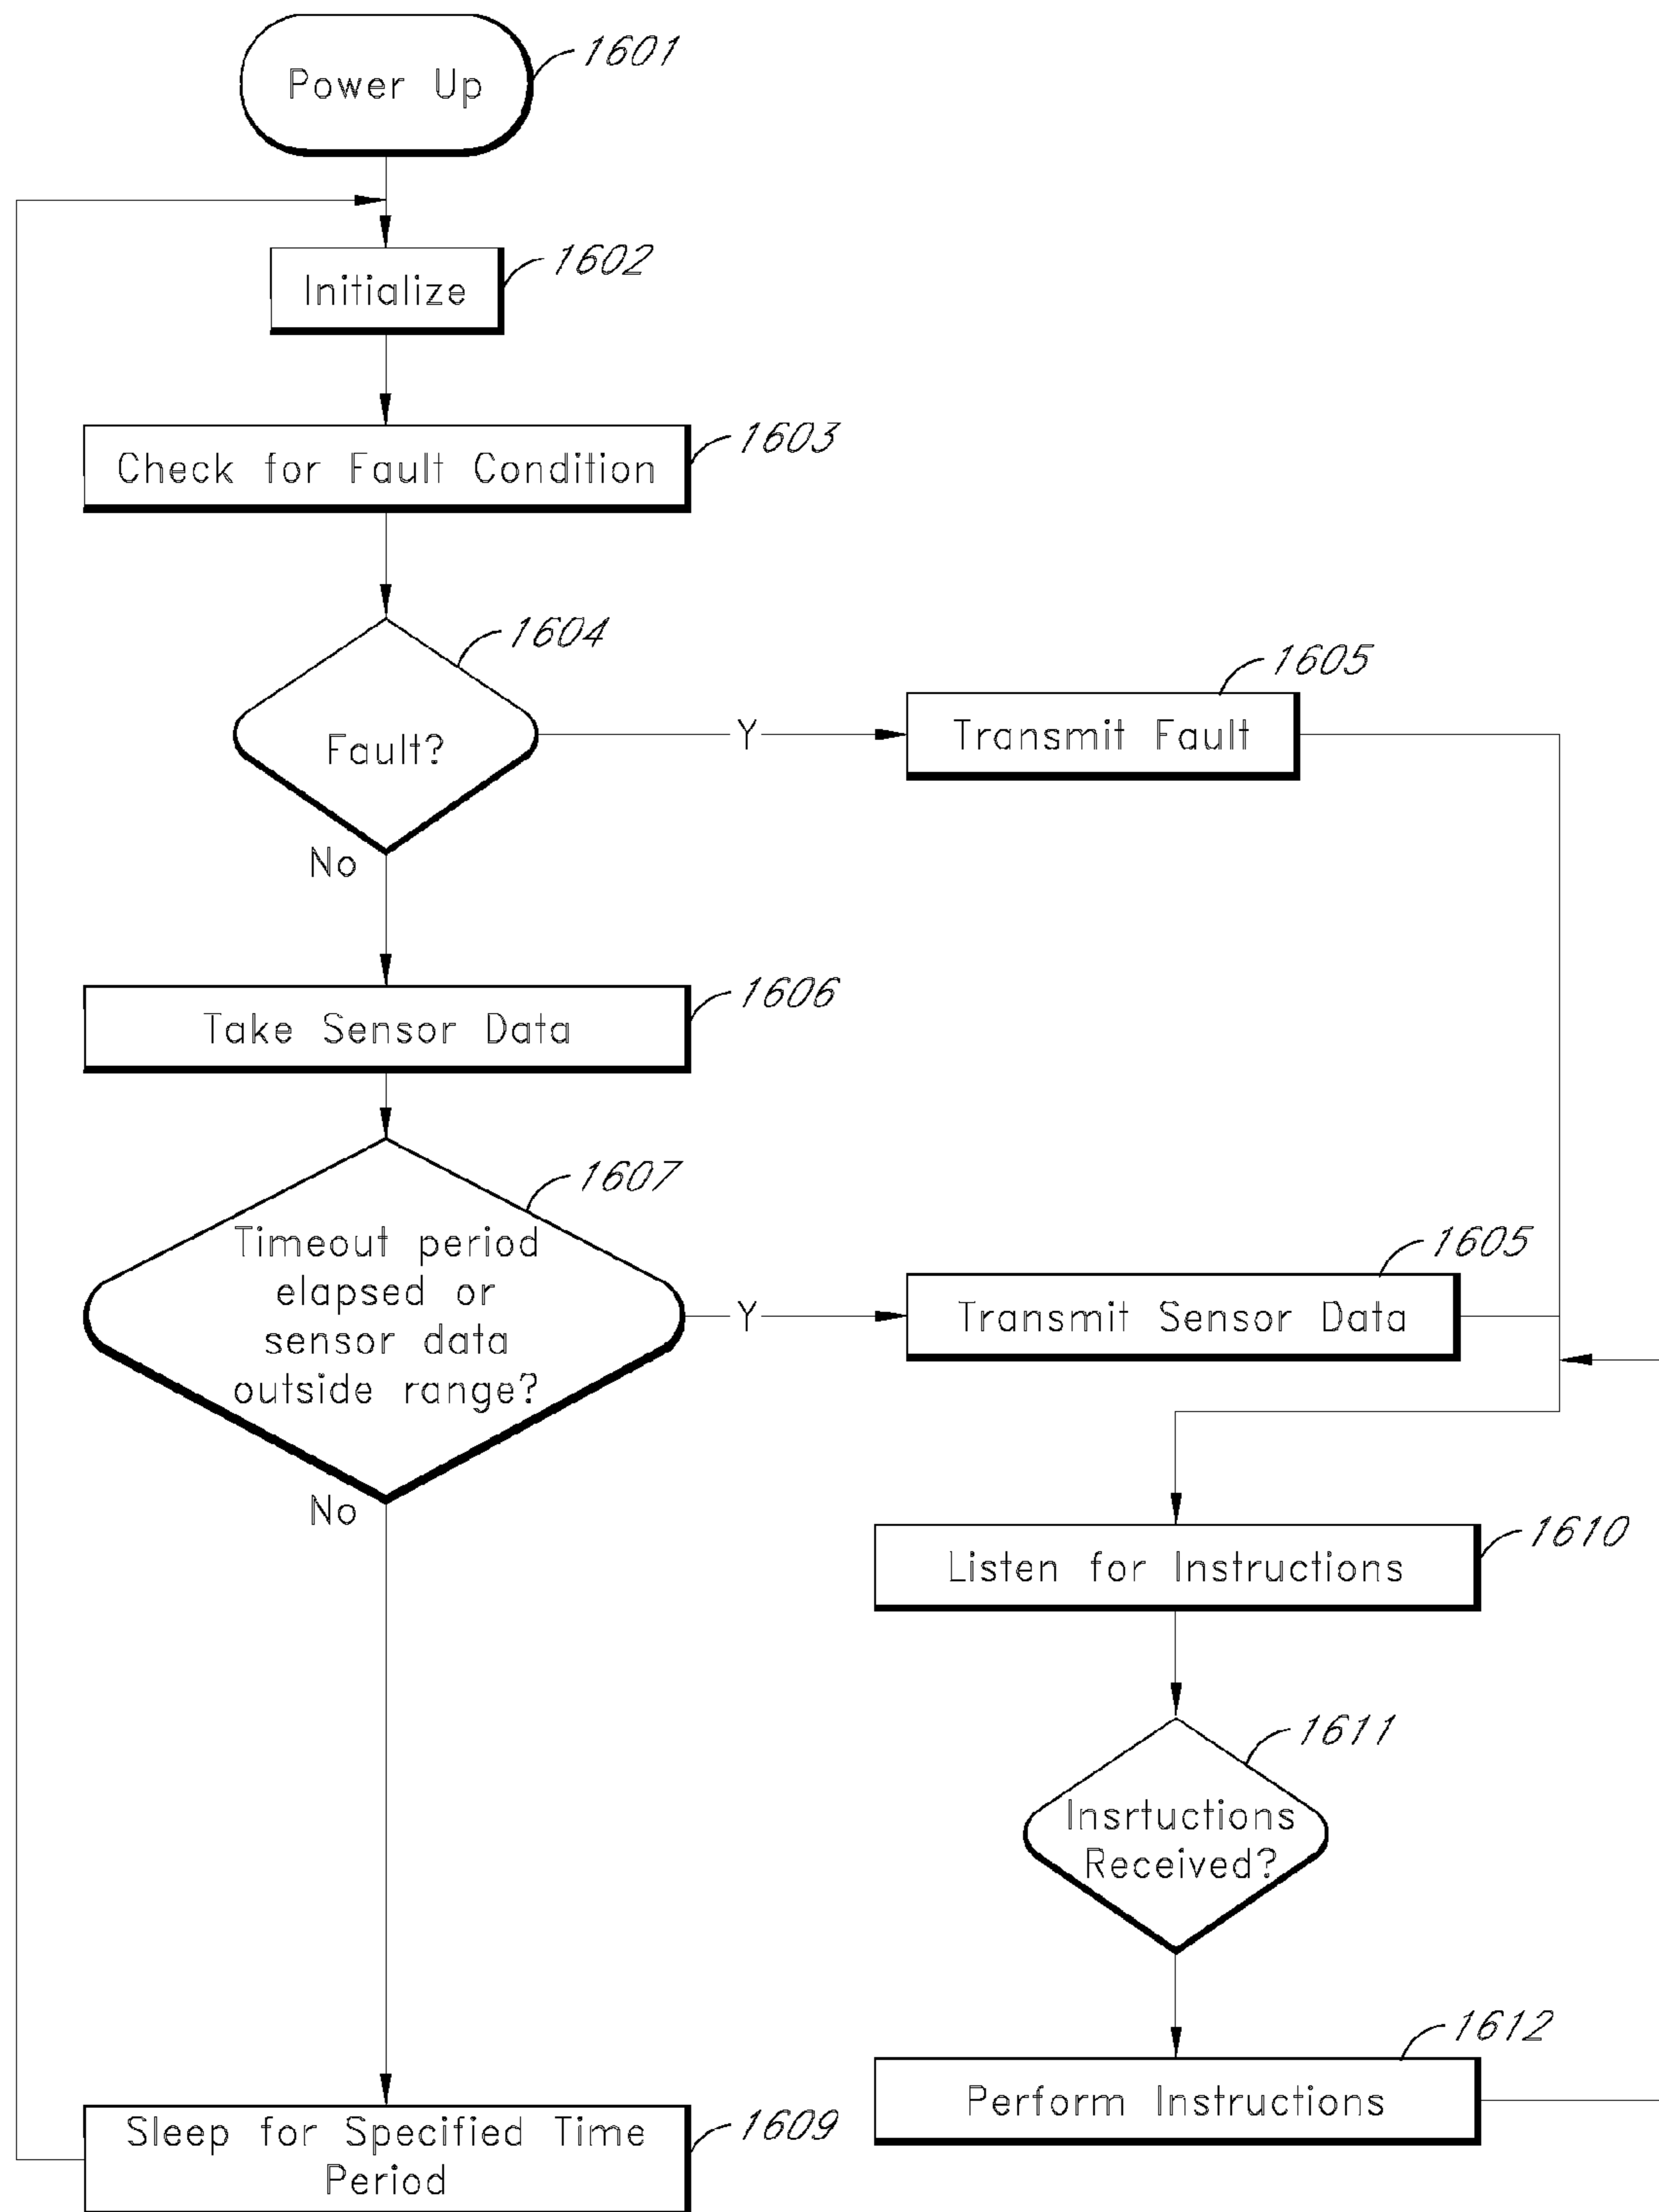 Power Up
1601
Initialize
1602
Check for Fault Condition
1603
Fault?
1604
Y
Transmit Fault
1605
No
Take Sensor Data
1606
Timeout period
elapsed or
sensor data
outside range?
1607
Y
Transmit Sensor Data
1605
No
Listen for Instructions
1610
Insrtuctions
Received?
1611
Perform Instructions
1612
Sleep for Specified Time
Period
1609